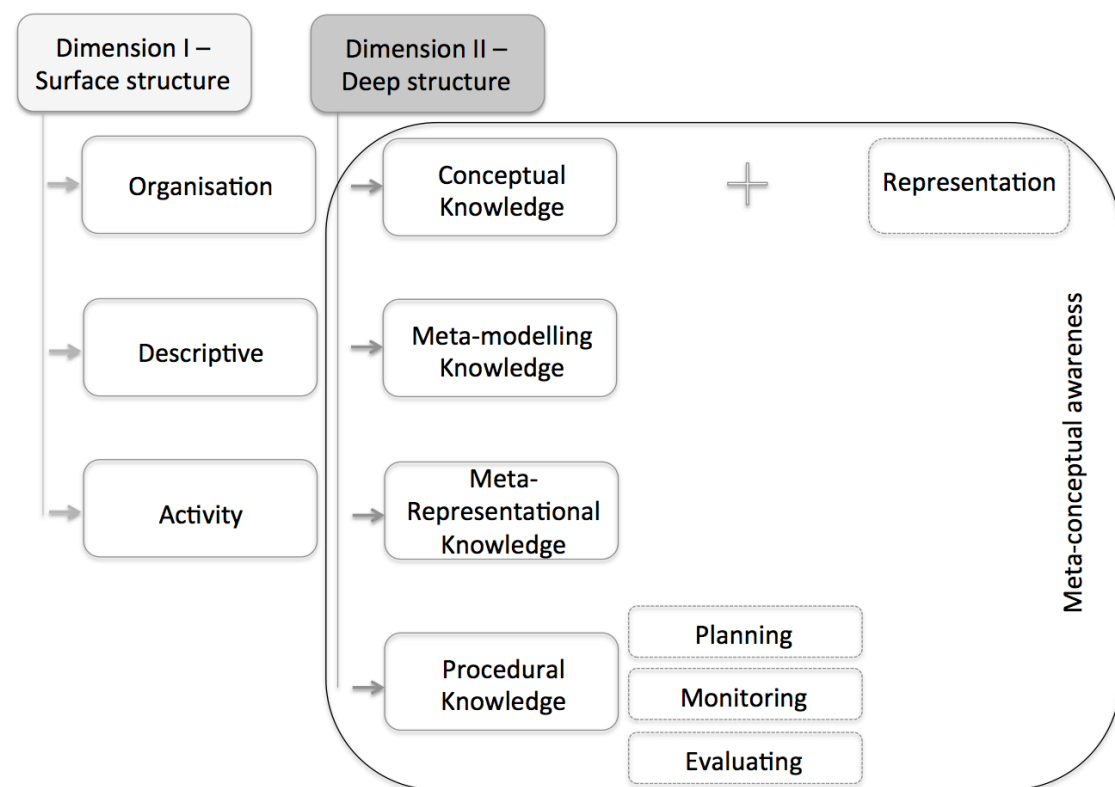 Dimension I –
Surface structure
Dimension II –
Deep structure
Organisation
Descriptive
Activity
Conceptual
Knowledge
Representation
Meta-modelling
Knowledge
Meta-
Representational
Knowledge
Procedural
Knowledge
Planning
Monitoring
Evaluating
Meta-conceptual awareness